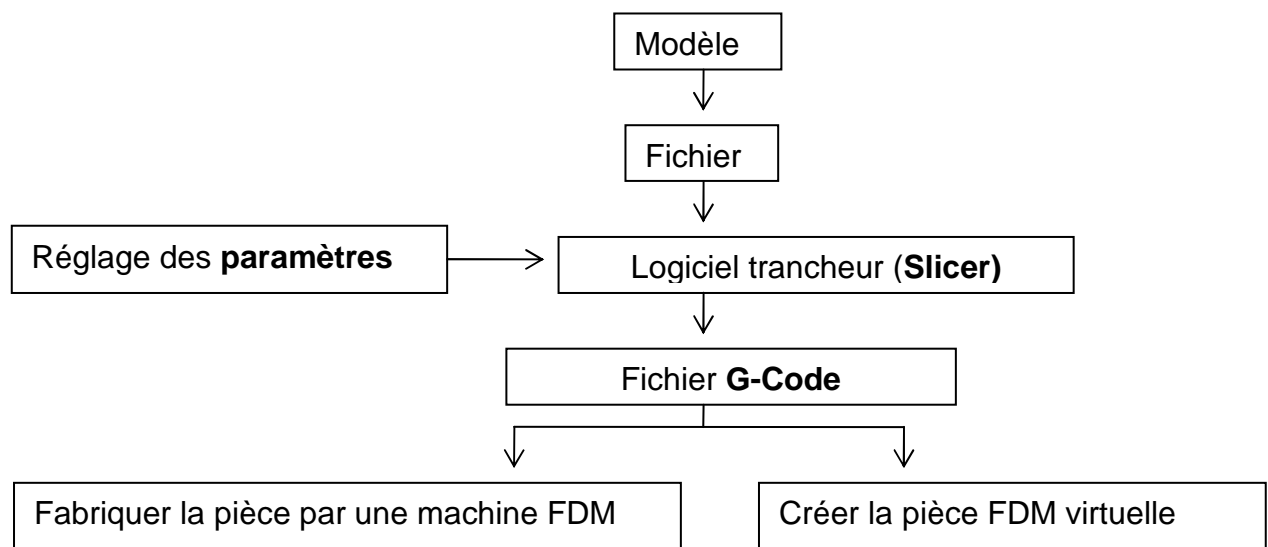 Modèle
Fichier
Réglage des paramètres
Logiciel trancheur (Slicer)
Fichier G-Code
Fabriquer la pièce par une machine FDM
Créer la pièce FDM virtuelle